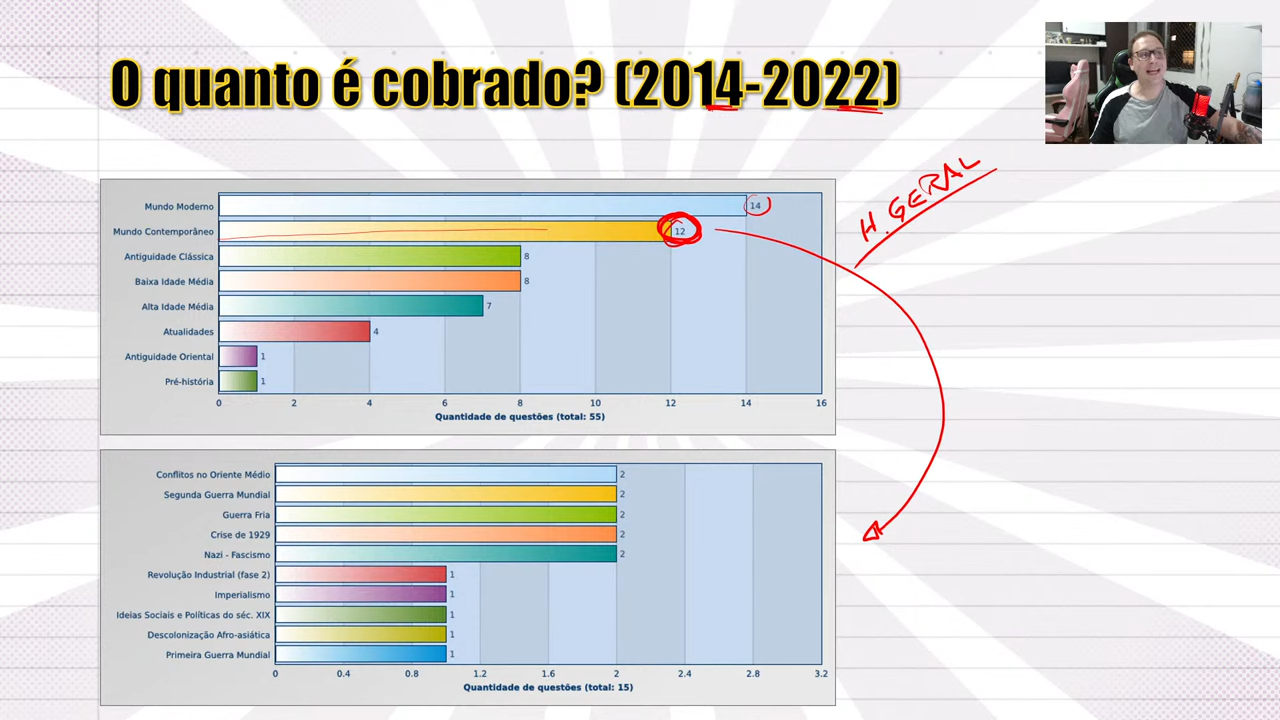 O quanto é cobrado? (2014-2022)
H. GERAL
Mundo Moderno 14
Mundo Contemporâneo 12
Antiguidade Clássica 8
Baixa Idade Média 8
Alta Idade Média 7
Atualidades 4
Antiguidade Oriental 1
Pré-história 1
0 2 4 6 8 10 12 14 16
Quantidade de questões (total: 55)
Conflitos no Oriente Médio 2
Segunda Guerra Mundial 2
Guerra Fria 2
Crise de 1929 2
Nazi - Fascismo 2
Revolução Industrial (fase 2) 1
Imperialismo 1
Ideias Sociais e Políticas do séc. XIX 1
Descolonização Afro-asiática 1
Primeira Guerra Mundial 1
0 0.4 0.8 1.2 1.6 2 2.4 2.8 3.2
Quantidade de questões (total: 15)